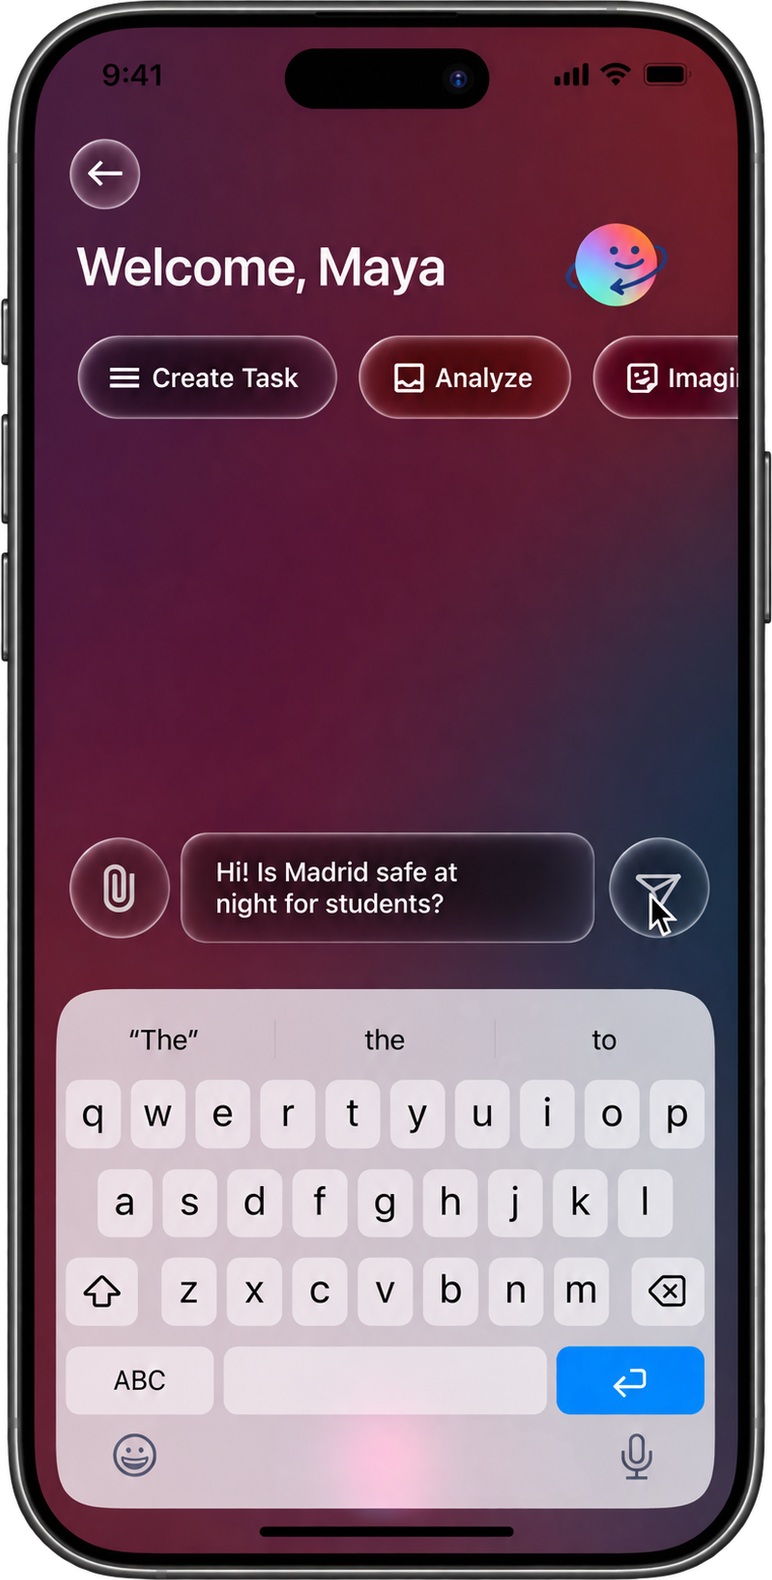 9:41
Welcome, Maya
Create Task
Analyze
Imagi
Hi! Is Madrid safe at
night for students?
“The” the to
q w e r t y u i o p
a s d f g h j k l
z x c v b n m
ABC